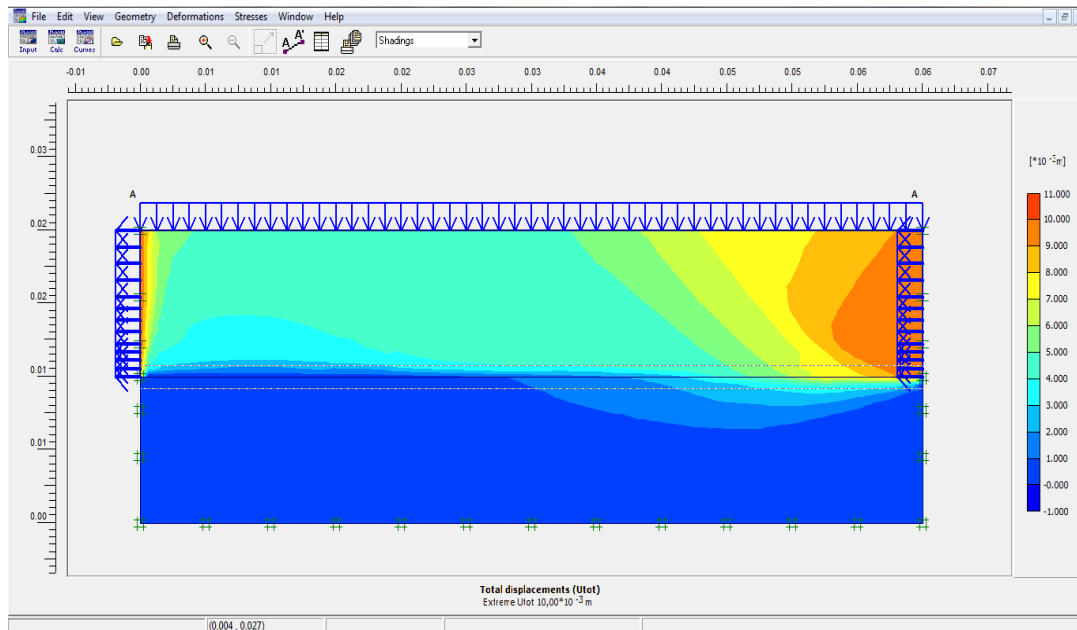 File Edit View Geometry Deformations Stresses Window Help
Input Calc Curves Shadings
-0.01 0.00 0.01 0.01 0.02 0.02 0.03 0.03 0.04 0.04 0.05 0.05 0.06 0.06 0.07
0.03
0.02
0.02
0.01
0.01
0.00
A A
[*10 -3m]
11.000
10.000
9.000
8.000
7.000
6.000
5.000
4.000
3.000
2.000
1.000
-0.000
-1.000
Total displacements (Utot)
Extreme Utot 10,00*10 -3 m
(0.004 , 0.027)